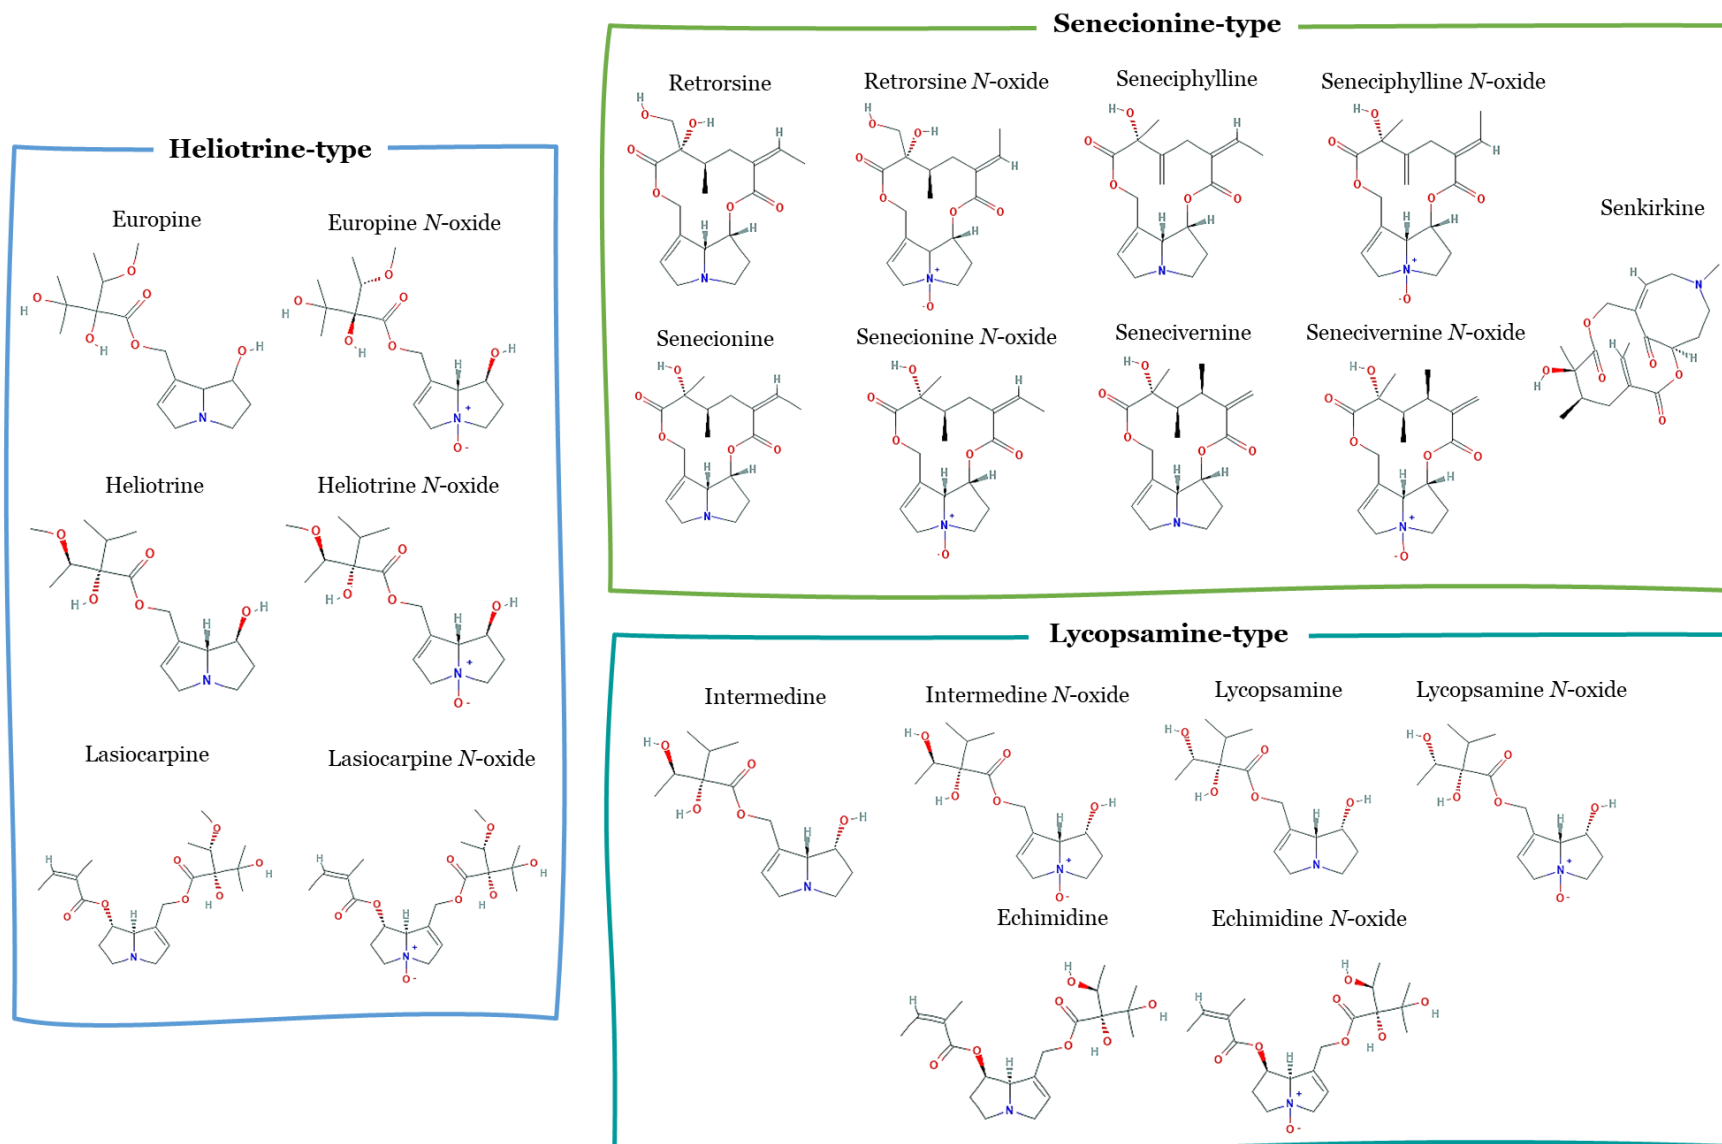 Heliotrine-type
Europine
Europine N-oxide
Heliotrine
Heliotrine N-oxide
Lasiocarpine
Lasiocarpine N-oxide
Senecionine-type
Retrorsine
Retrorsine N-oxide
Seneciphylline
Seneciphylline N-oxide
Senkirkine
Senecionine
Senecionine N-oxide
Senecivernine
Senecivernine N-oxide
Lycopsamine-type
Intermedine
Intermedine N-oxide
Lycopsamine
Lycopsamine N-oxide
Echimidine
Echimidine N-oxide